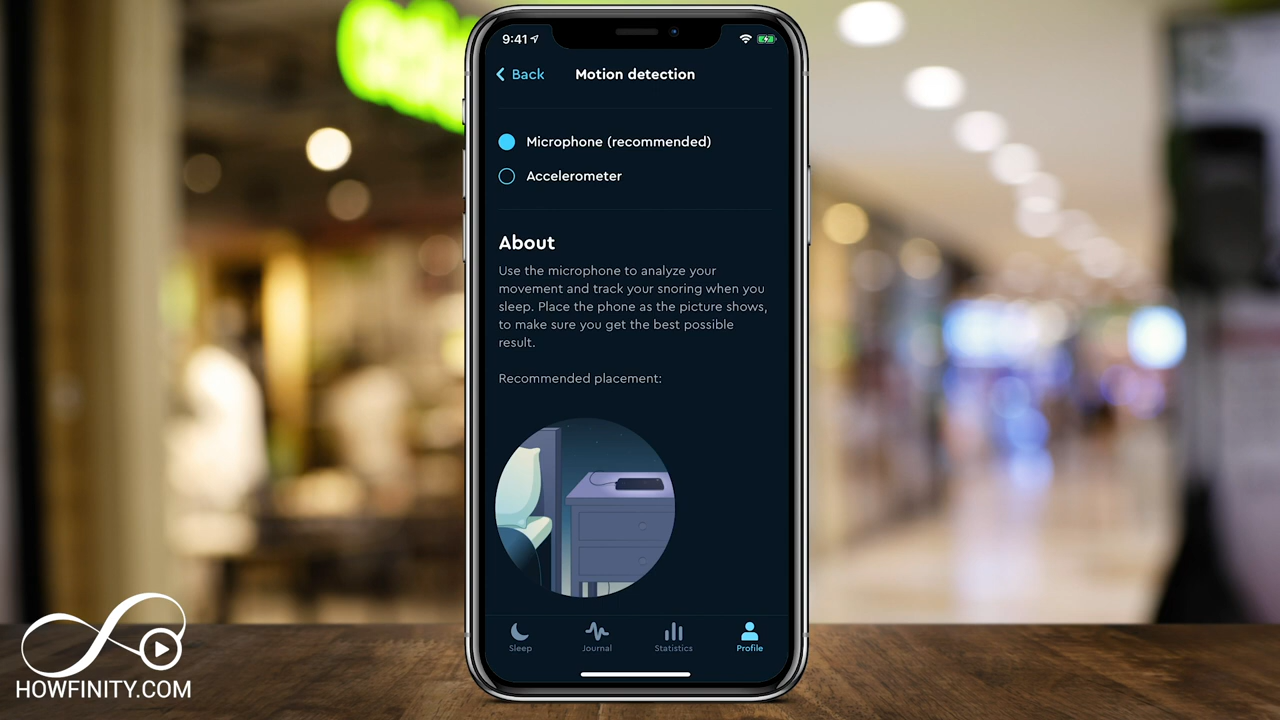 9:41
Back
Motion detection
Microphone (recommended)
Accelerometer
About
Use the microphone to analyze your
movement and track your snoring when you
sleep. Place the phone as the picture shows,
to make sure you get the best possible
result.
Recommended placement:
Sleep
Journal
Statistics
Profile
HOWFINITY.COM